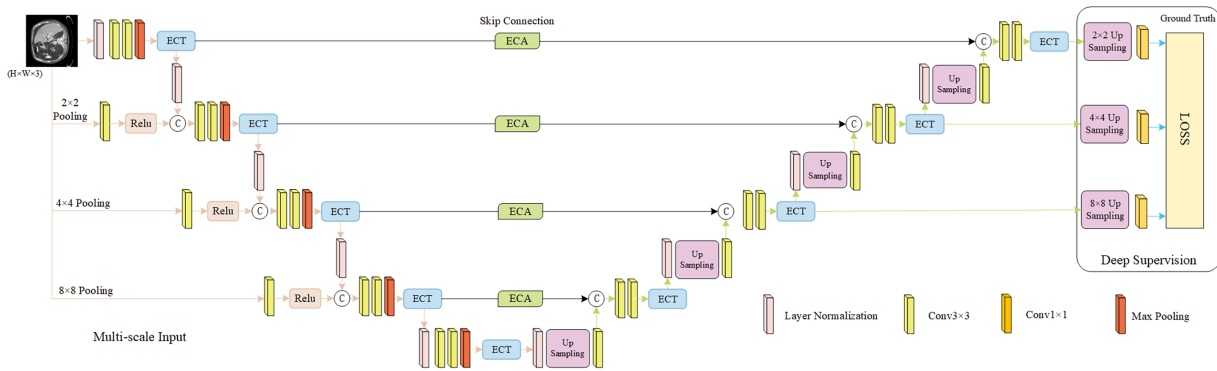 Skip Connection
Ground Truth
ECT
ECA
C
ECT
2×2 Up
Sampling
(H×W×3)
Up
Sampling
2×2
Pooling
Relu
C
ECT
ECA
C
ECT
4×4 Up
Sampling
LOSS
Up
Sampling
4×4 Pooling
Relu
C
ECT
ECA
C
ECT
8×8 Up
Sampling
Up
Sampling
Deep Supervision
8×8 Pooling
Relu
C
ECT
ECA
C
ECT
Layer Normalization
Conv3×3
Conv1×1
Max Pooling
Multi-scale Input
ECT
Up
Sampling